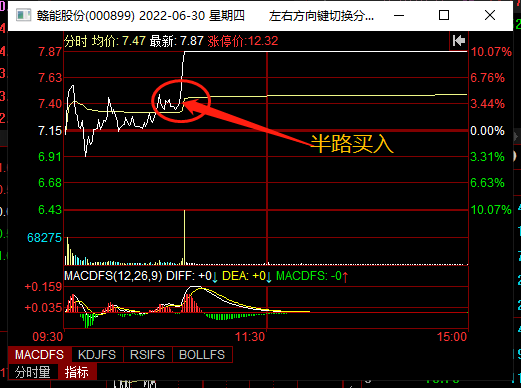 赣能股份(000899) 2022-06-30 星期四 左右方向键切换分...
分时 均价: 7.47 最新: 7.87 涨停价:12.32
7.87 10.07%
7.63 6.76%
7.40 3.44%
7.15 0.00%
6.91 3.31%
6.68 6.63%
6.43 10.07%
半路买入
68275
MACDFS(12,26,9) DIFF: +0↓ DEA: +0↓ MACDFS: -0↑
+0.159
+0.035
09:30 11:30 15:00
MACDFS KDJFS RSIFS BOLLFS
分时量 指标